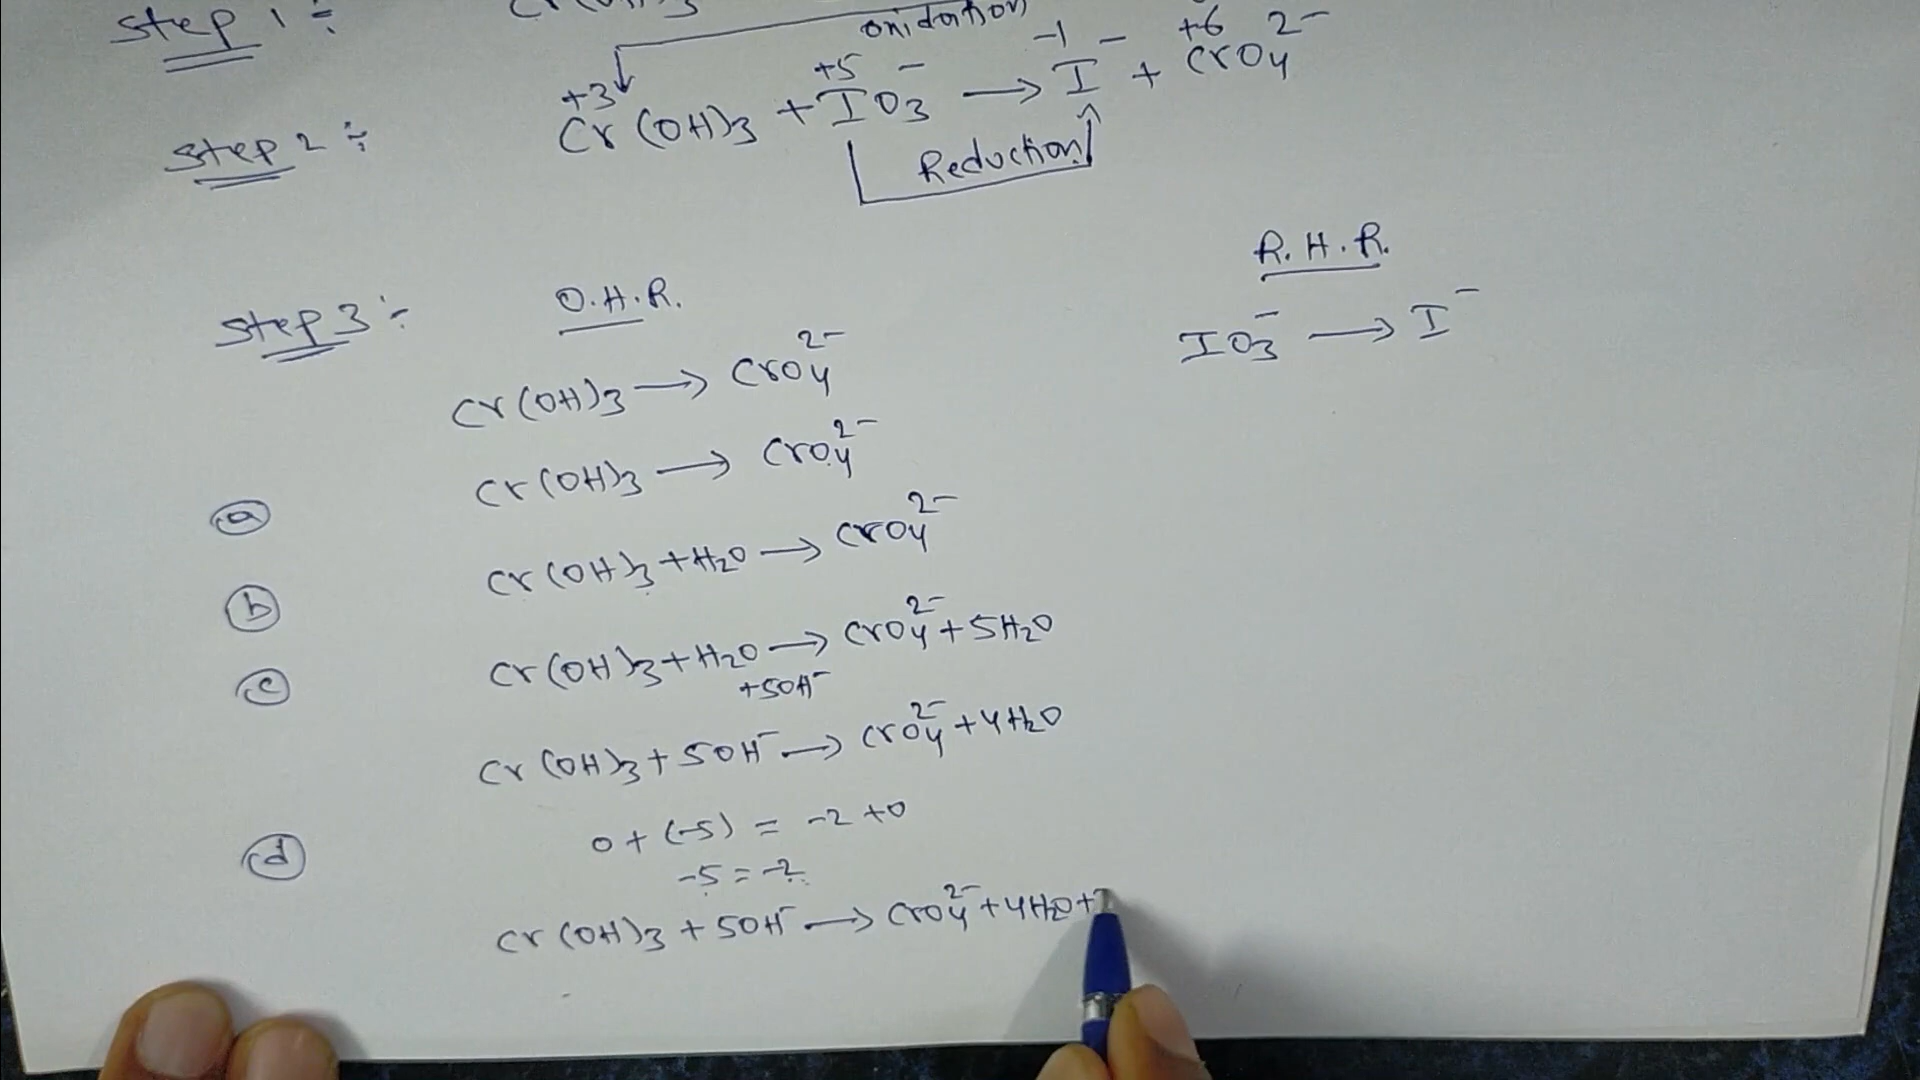 Step 1 :-
oxidation
+3 +5 - -1 - +6 2-
Step 2 :- Cr(OH)3 + IO3 → I + CrO4
Reduction
R.H.R.
Step 3 :- O.H.R.
IO3- → I-
Cr(OH)3 → CrO4 2-
(a) Cr(OH)3 → CrO4 2-
(b) Cr(OH)3 + H2O → CrO4 2-
(c) Cr(OH)3 + H2O → CrO4 2- + 5H2O
+5OH-
Cr(OH)3 + 5OH- → CrO4 2- + 4H2O
(d) 0 + (-5) = -2 + 0
-5 = -2
Cr(OH)3 + 5OH- → CrO4 2- + 4H2O +